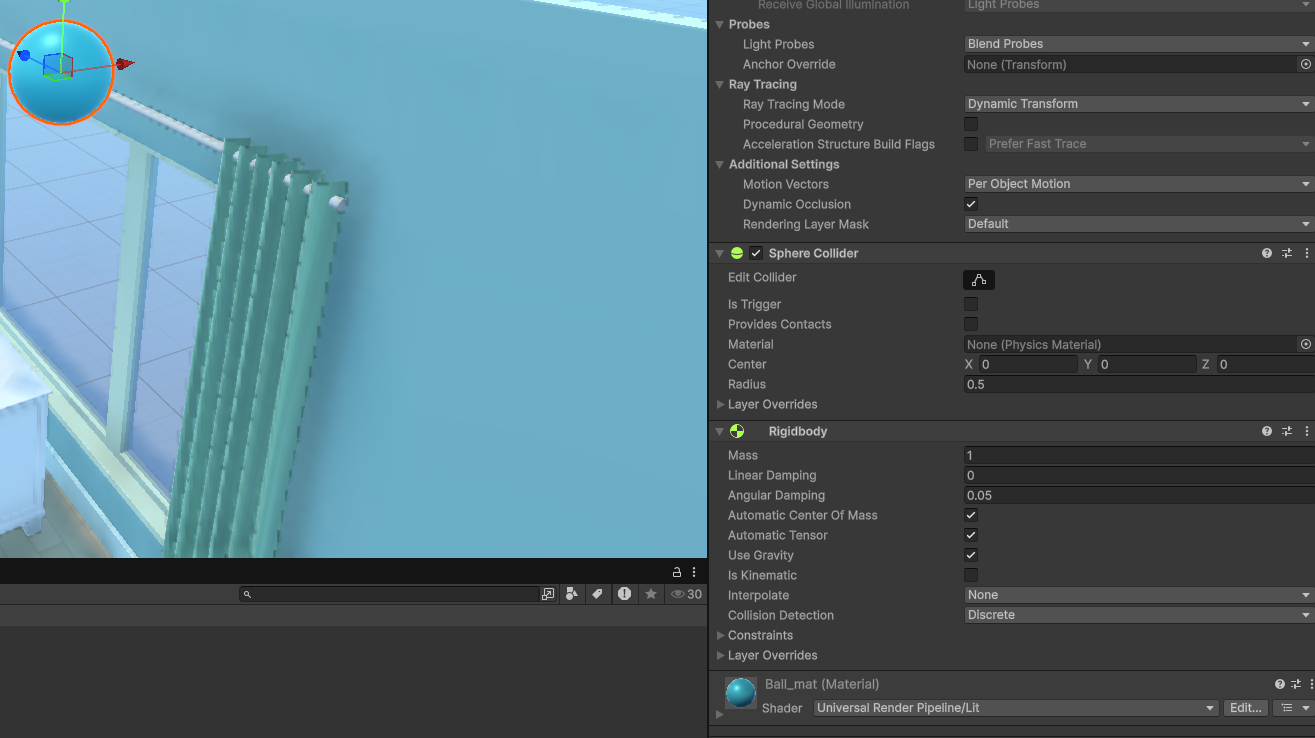 Receive Global Illumination Light Probes
Probes
Light Probes Blend Probes
Anchor Override None (Transform)
Ray Tracing
Ray Tracing Mode Dynamic Transform
Procedural Geometry
Acceleration Structure Build Flags Prefer Fast Trace
Additional Settings
Motion Vectors Per Object Motion
Dynamic Occlusion
Rendering Layer Mask Default
Sphere Collider
Edit Collider
Is Trigger
Provides Contacts
Material None (Physics Material)
Center X 0 Y 0 Z 0
Radius 0.5
Layer Overrides
Rigidbody
Mass 1
Linear Damping 0
Angular Damping 0.05
Automatic Center Of Mass
Automatic Tensor
Use Gravity
Is Kinematic
Interpolate None
Collision Detection Discrete
Constraints
Layer Overrides
Ball_mat (Material)
Shader Universal Render Pipeline/Lit Edit...
30